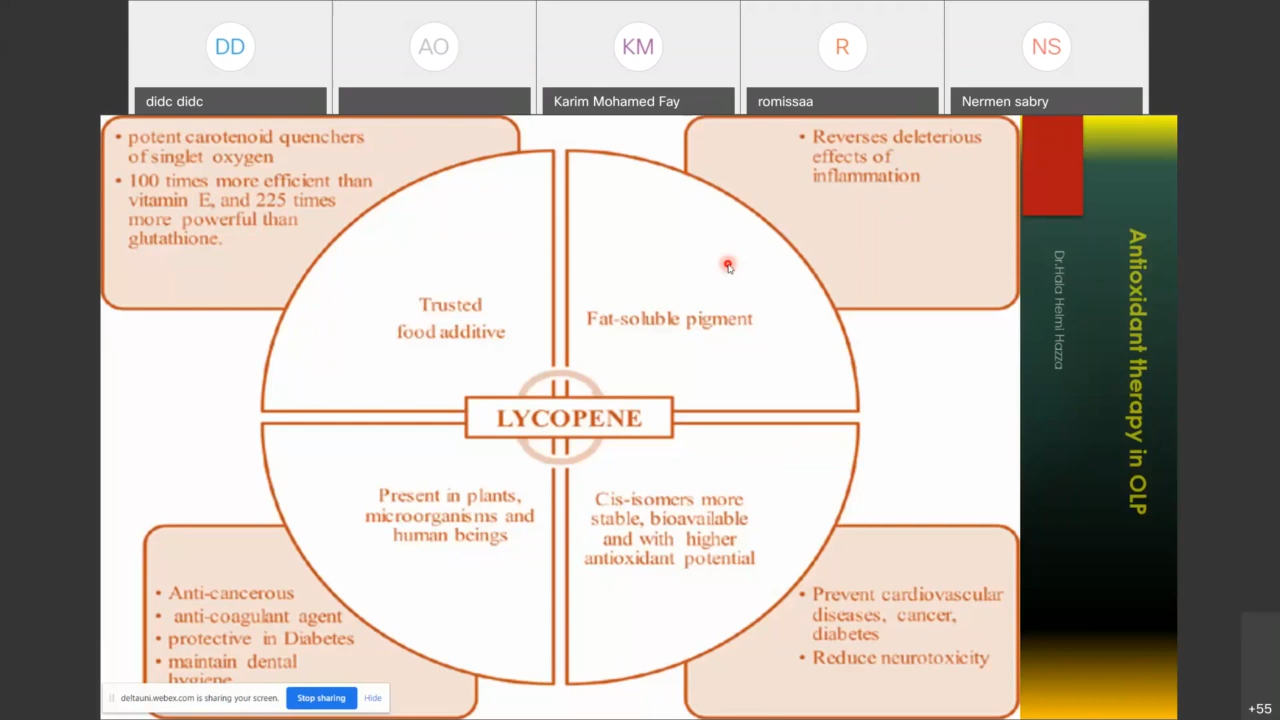 DD
AO
KM
R
NS
didc didc
Karim Mohamed Fay
romissaa
Nermen sabry
• potent carotenoid quenchers
of singlet oxygen
• 100 times more efficient than
vitamin E, and 225 times
more powerful than
glutathione.
• Reverses deleterious
effects of
inflammation
Trusted
food additive
Fat-soluble pigment
LYCOPENE
Present in plants,
microorganisms and
human beings
Cis-isomers more
stable, bioavailable
and with higher
antioxidant potential
• Anti-cancerous
• anti-coagulant agent
• protective in Diabetes
• maintain dental
hygiene
• Prevent cardiovascular
diseases, cancer,
diabetes
• Reduce neurotoxicity
Antioxidant therapy in OLP
Dr.Hala Helmi Hazza
deltauni.webex.com is sharing your screen.
Stop sharing
Hide
+55